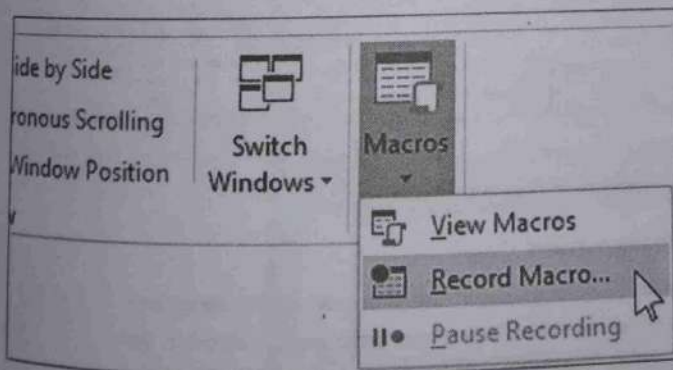 ide by Side
ronous Scrolling
Window Position
Switch
Windows
Macros
View Macros
Record Macro...
Pause Recording